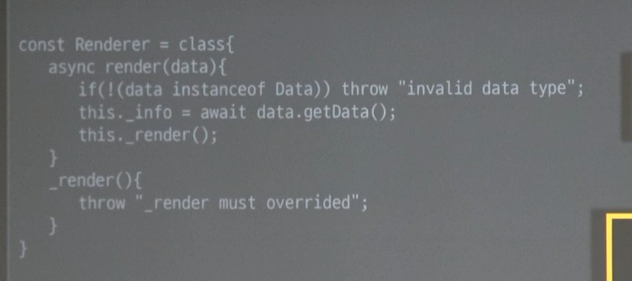 const Renderer = class{
async render(data){
if(!(data instanceof Data)) throw "invalid data type";
this._info = await data.getData();
this._render();
}
_render(){
throw "_render must overrided";
}
}